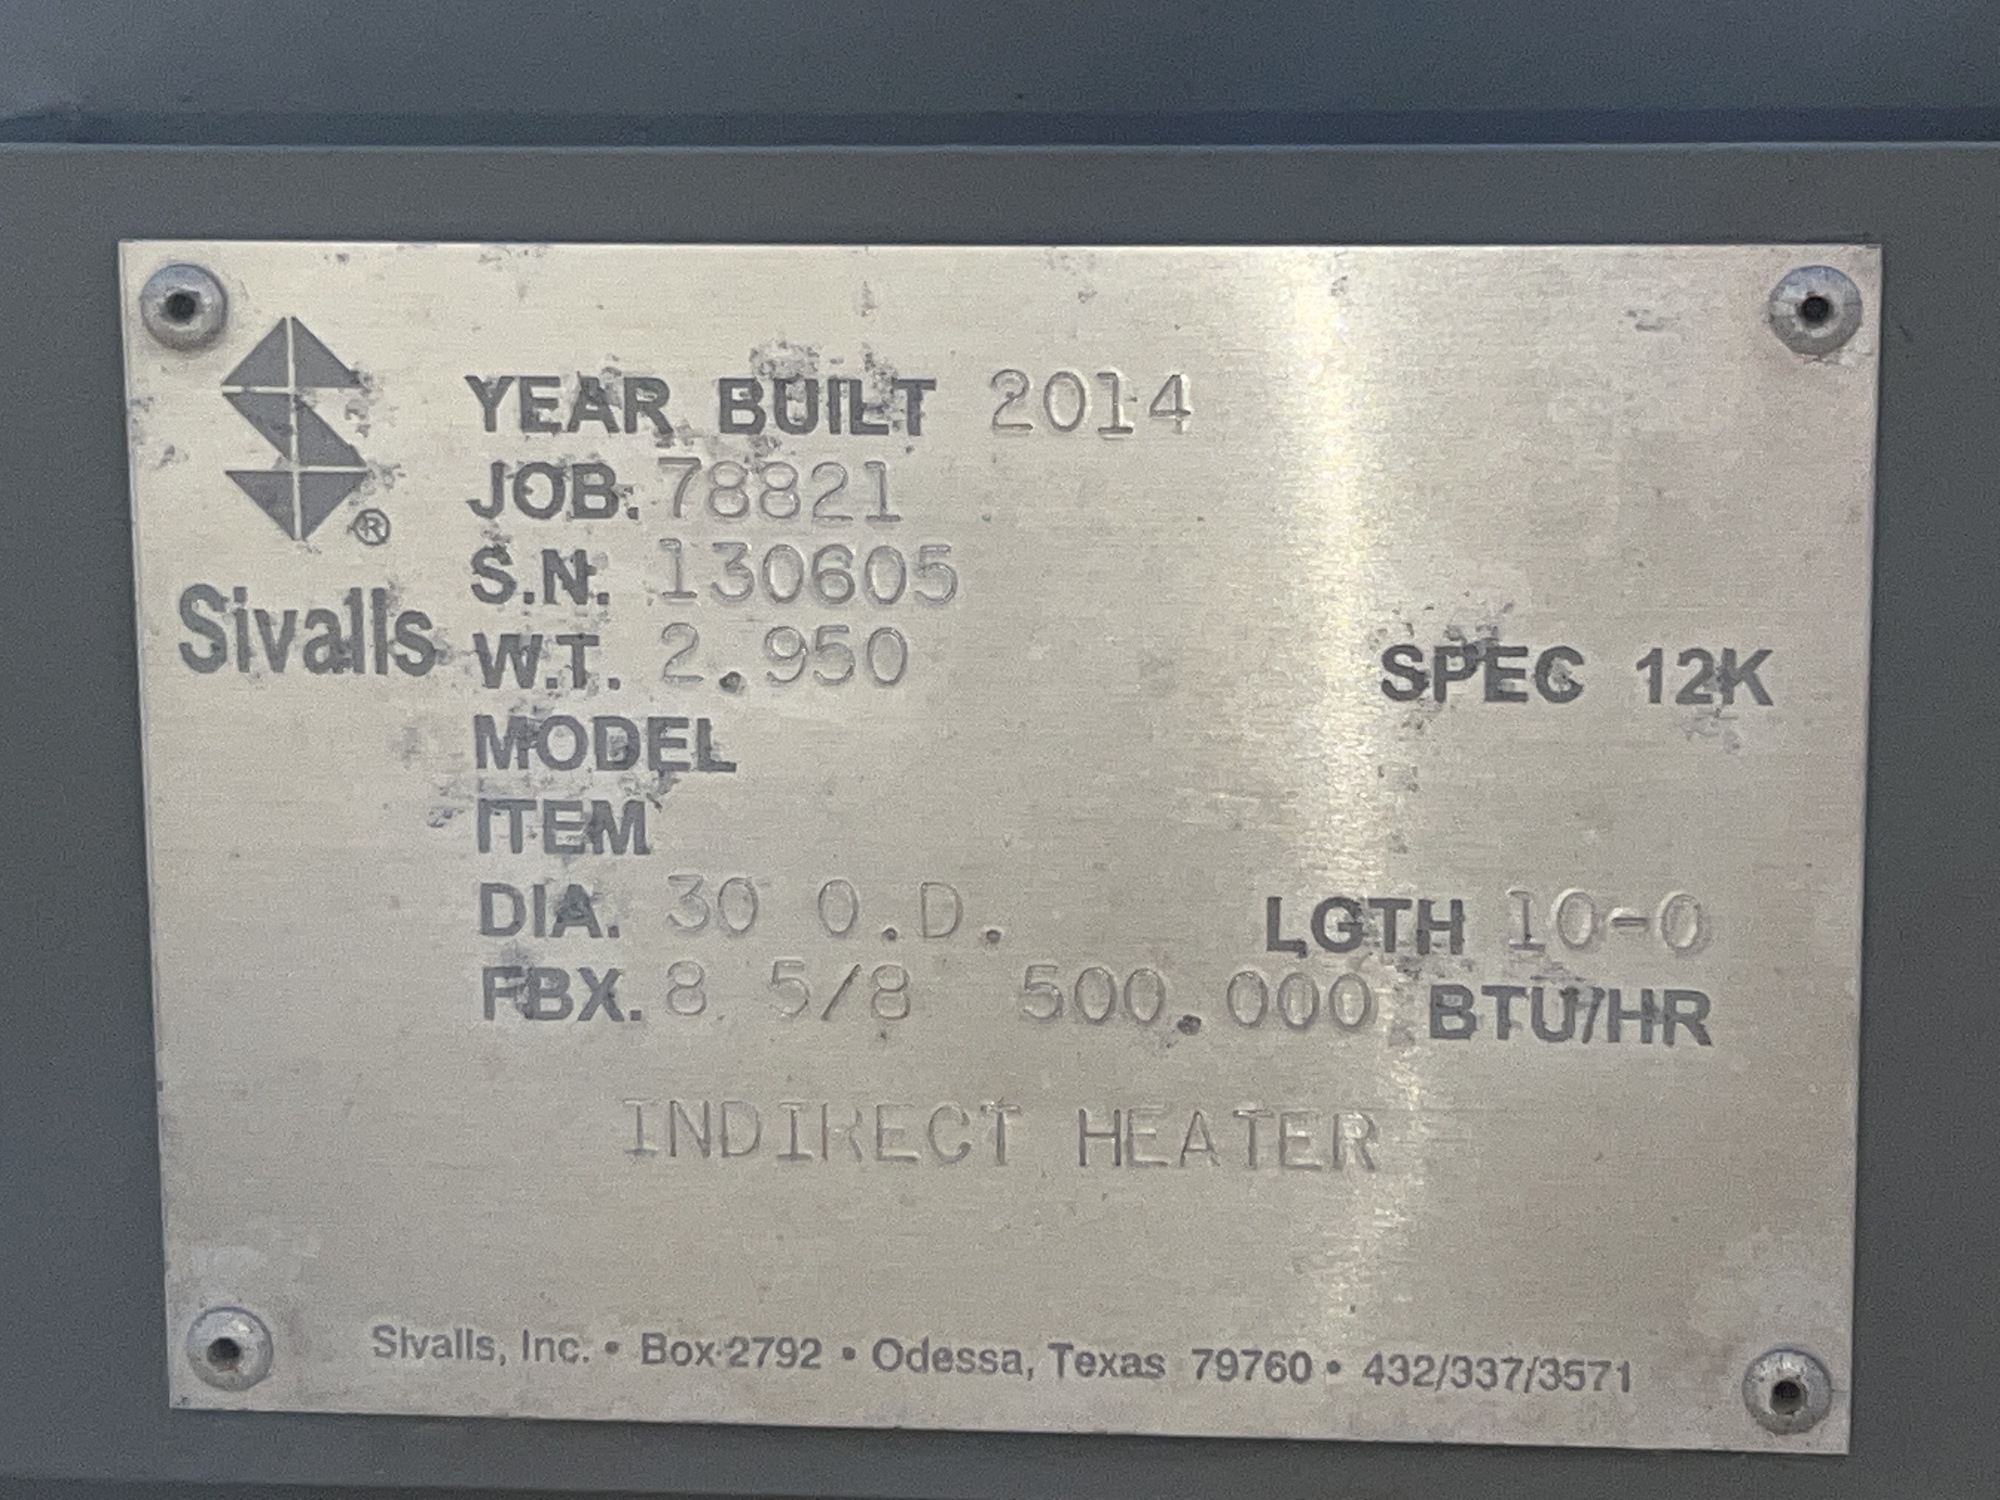 YEAR BUILT 2014
JOB. 78821
S.N. 130605
Sivalls ®
W.T. 2.950 SPEC 12K
MODEL
ITEM
DIA. 30 O.D. LGTH 10-0
FBX. 8 5/8 500.000 BTU/HR
INDIRECT HEATER
Sivalls, Inc. • Box 2792 • Odessa, Texas 79760 • 432/337/3571